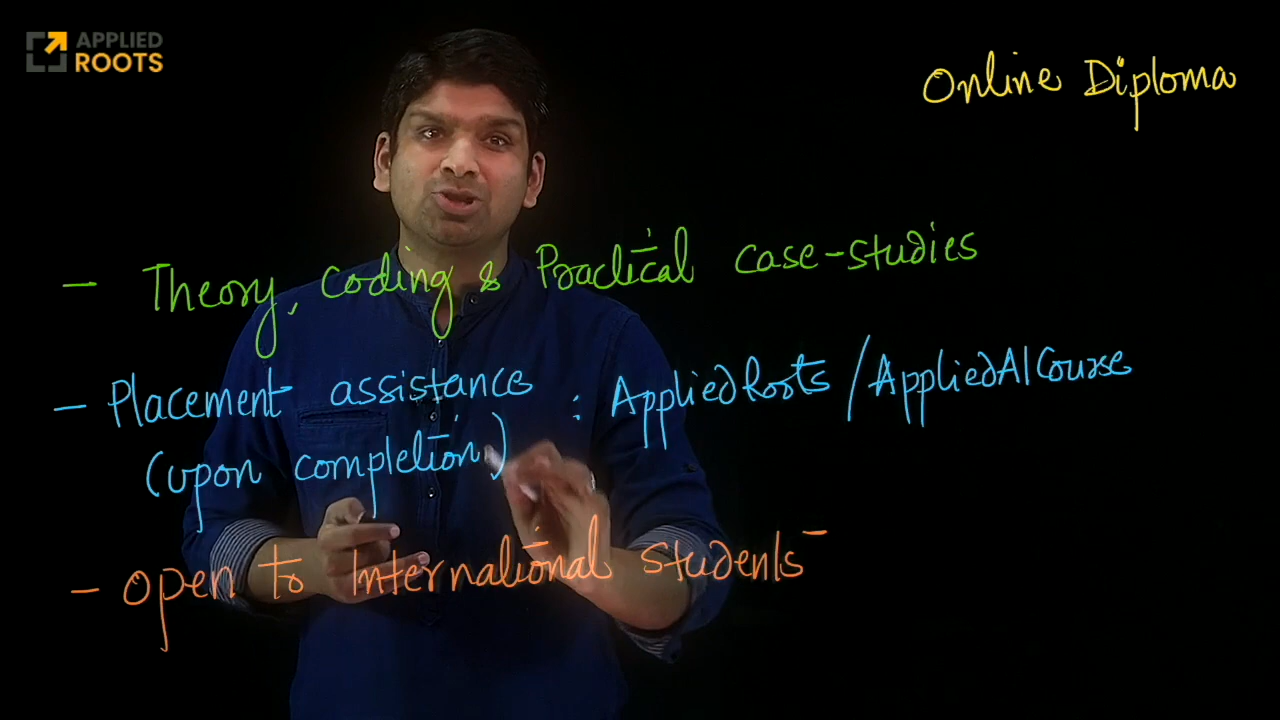 APPLIED
ROOTS
Online Diploma
- Theory, Coding & Practical case-studies
- Placement assistance : AppliedRoots / AppliedAICourse
(upon completion)
- Open to International students